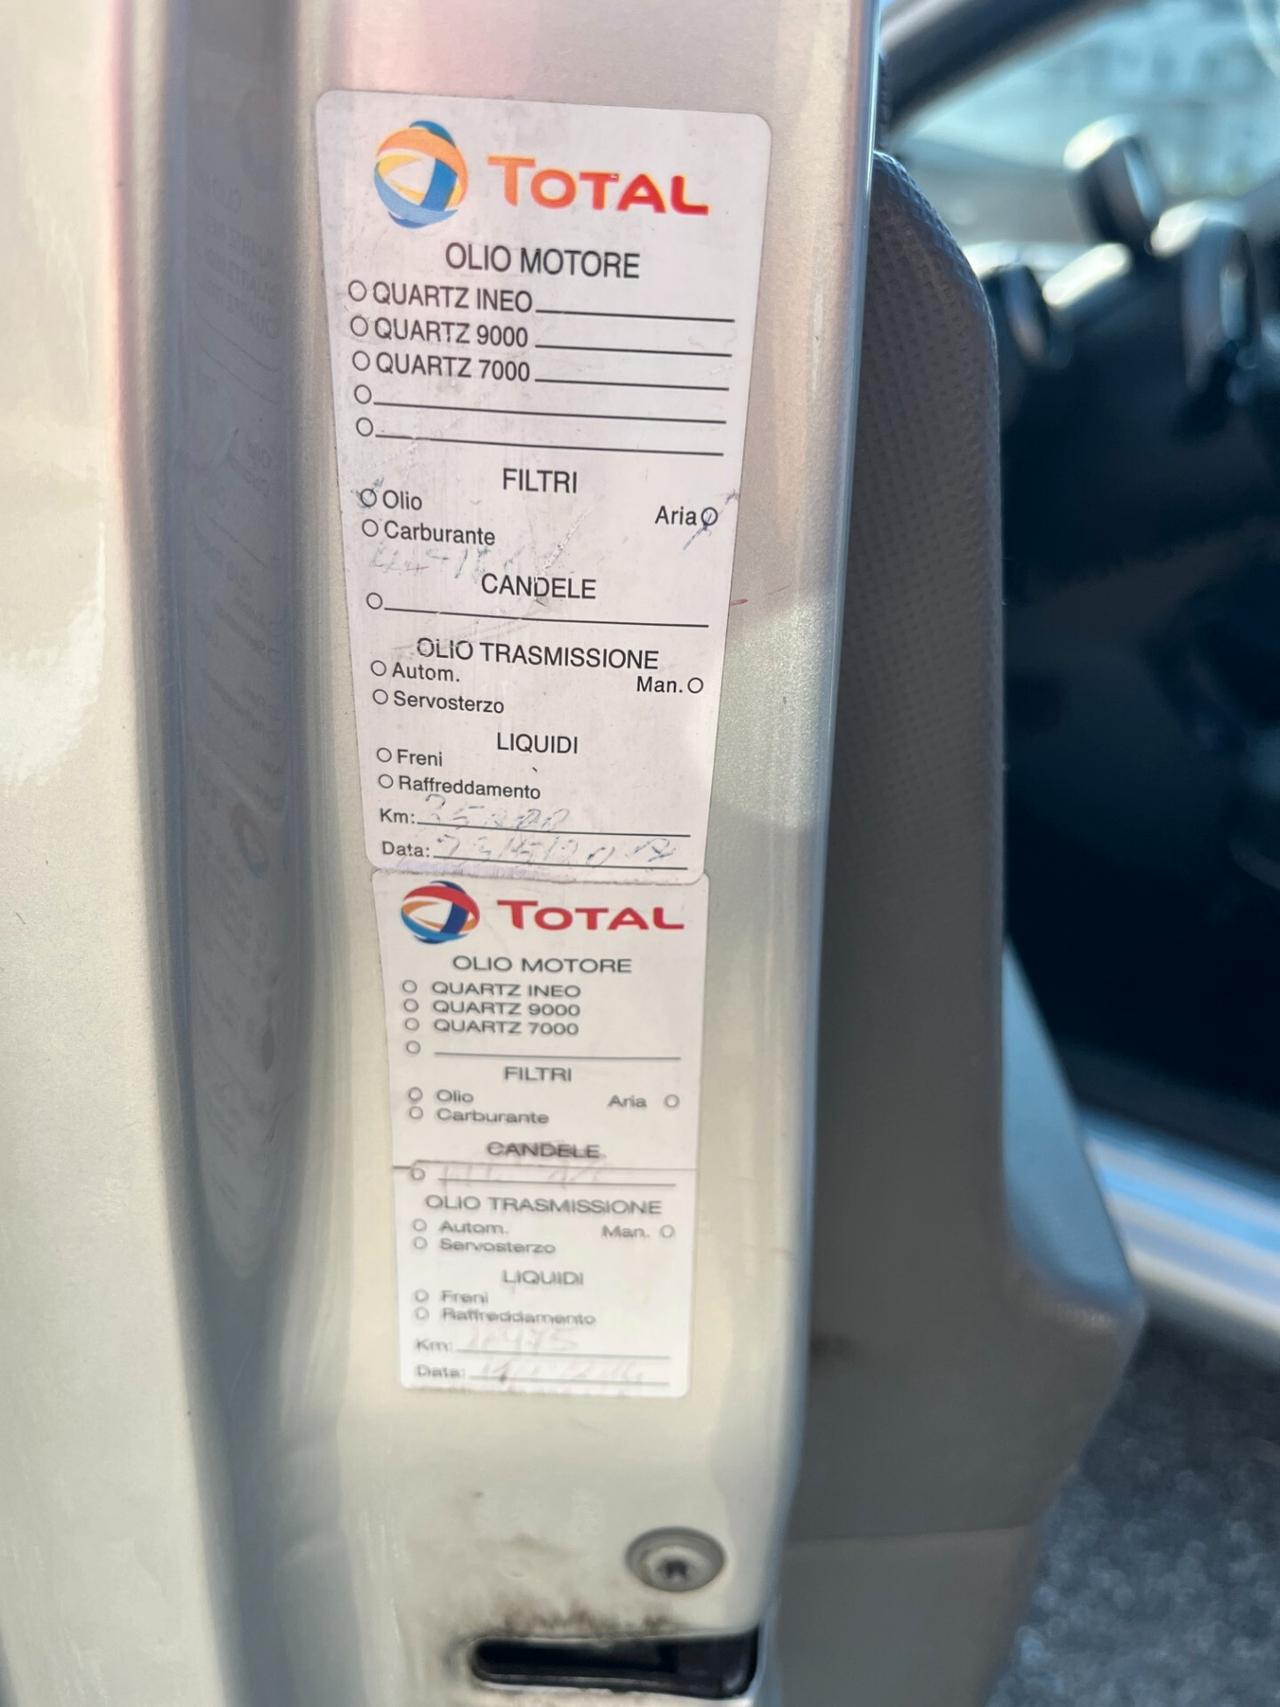 TOTAL
OLIO MOTORE
QUARTZ INEO
QUARTZ 9000
QUARTZ 7000
FILTRI
Olio
Aria
Carburante
CANDELE
OLIO TRASMISSIONE
Autom.
Man.
Servosterzo
LIQUIDI
Freni
Raffreddamento
Km:
Data:
TOTAL
OLIO MOTORE
QUARTZ INEO
QUARTZ 9000
QUARTZ 7000
FILTRI
Olio Aria
Carburante
CANDELE
OLIO TRASMISSIONE
Autom. Man.
Servosterzo
LIQUIDI
Freni
Raffreddamento
Km:
Data: